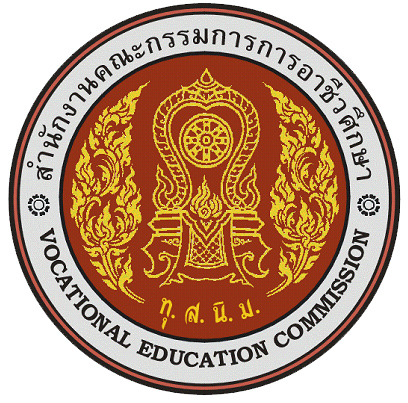 สำนักงานคณะกรรมการการอาชีวศึกษา
ทุ. ส. นิ. ม.
VOCATIONAL EDUCATION COMMISSION